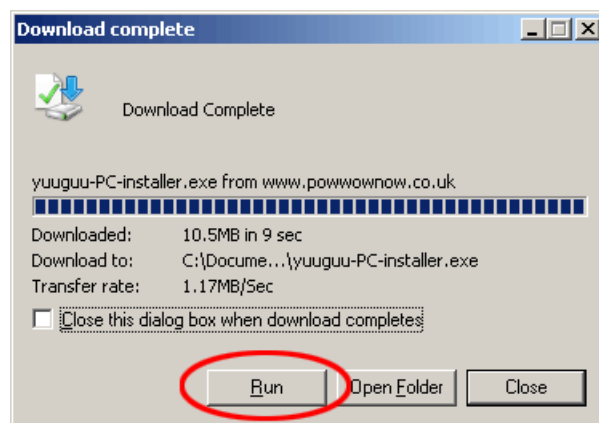 Download complete
Download Complete
yuuguu-PC-installer.exe from www.powwownow.co.uk
Downloaded: 10.5MB in 9 sec
Download to: C:\Docume...\yuuguu-PC-installer.exe
Transfer rate: 1.17MB/Sec
Close this dialog box when download completes
Run Open Folder Close